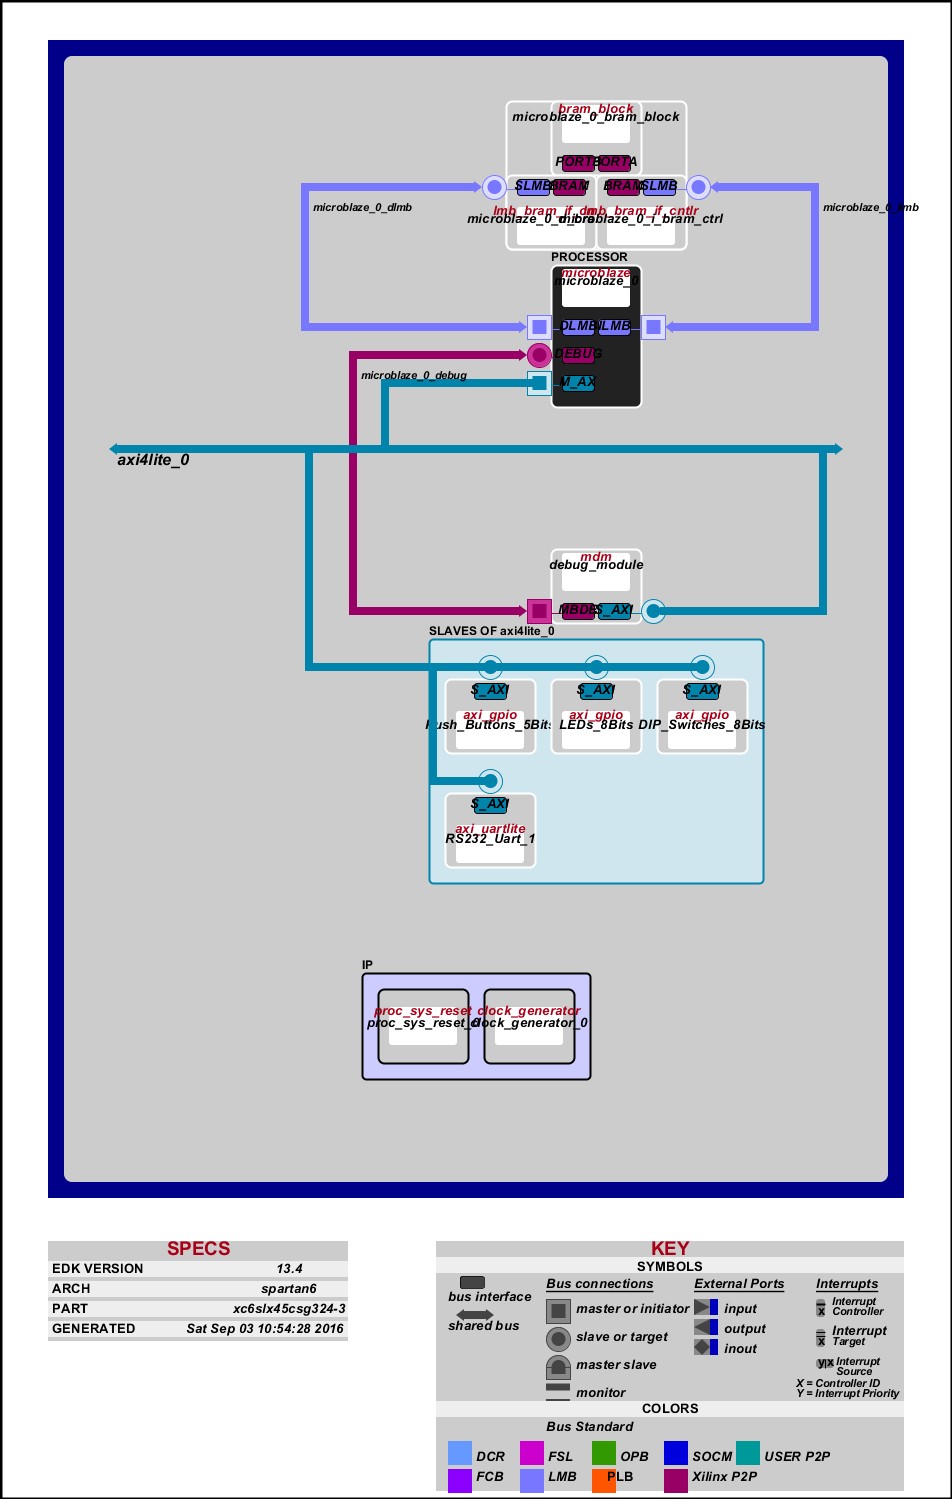 bram_block
microblaze_0_bram_block
PORTB PORTA
SLMB BRAM BRAM SLMB
microblaze_0_dlmb
lmb_bram_if_cntlr
microblaze_0_i_bram_ctrl
PROCESSOR
microblaze
microblaze_0
DLMB ILMB
DEBUG
microblaze_0_debug
M_AX
axi4lite_0
mdm
debug_module
MBDE S_AXI
SLAVES OF axi4lite_0
S_AXI S_AXI S_AXI
axi_gpio axi_gpio axi_gpio
Push_Buttons_5Bits LEDs_8Bits DIP_Switches_8Bits
S_AXI
axi_uartlite
RS232_Uart_1
IP
proc_sys_reset clock_generator
proc_sys_reset_0 clock_generator_0
SPECS
EDK VERSION 13.4
ARCH spartan6
PART xc6slx45csg324-3
GENERATED Sat Sep 03 10:54:28 2016
KEY
SYMBOLS
bus interface
shared bus
Bus connections
master or initiator
slave or target
master slave
monitor
External Ports
input
output
inout
Interrupts
Interrupt
Controller
Interrupt
Target
Interrupt
Source
X = Controller ID
Y = Interrupt Priority
COLORS
Bus Standard
DCR FSL OPB SOCM USER P2P
FCB LMB PLB Xilinx P2P